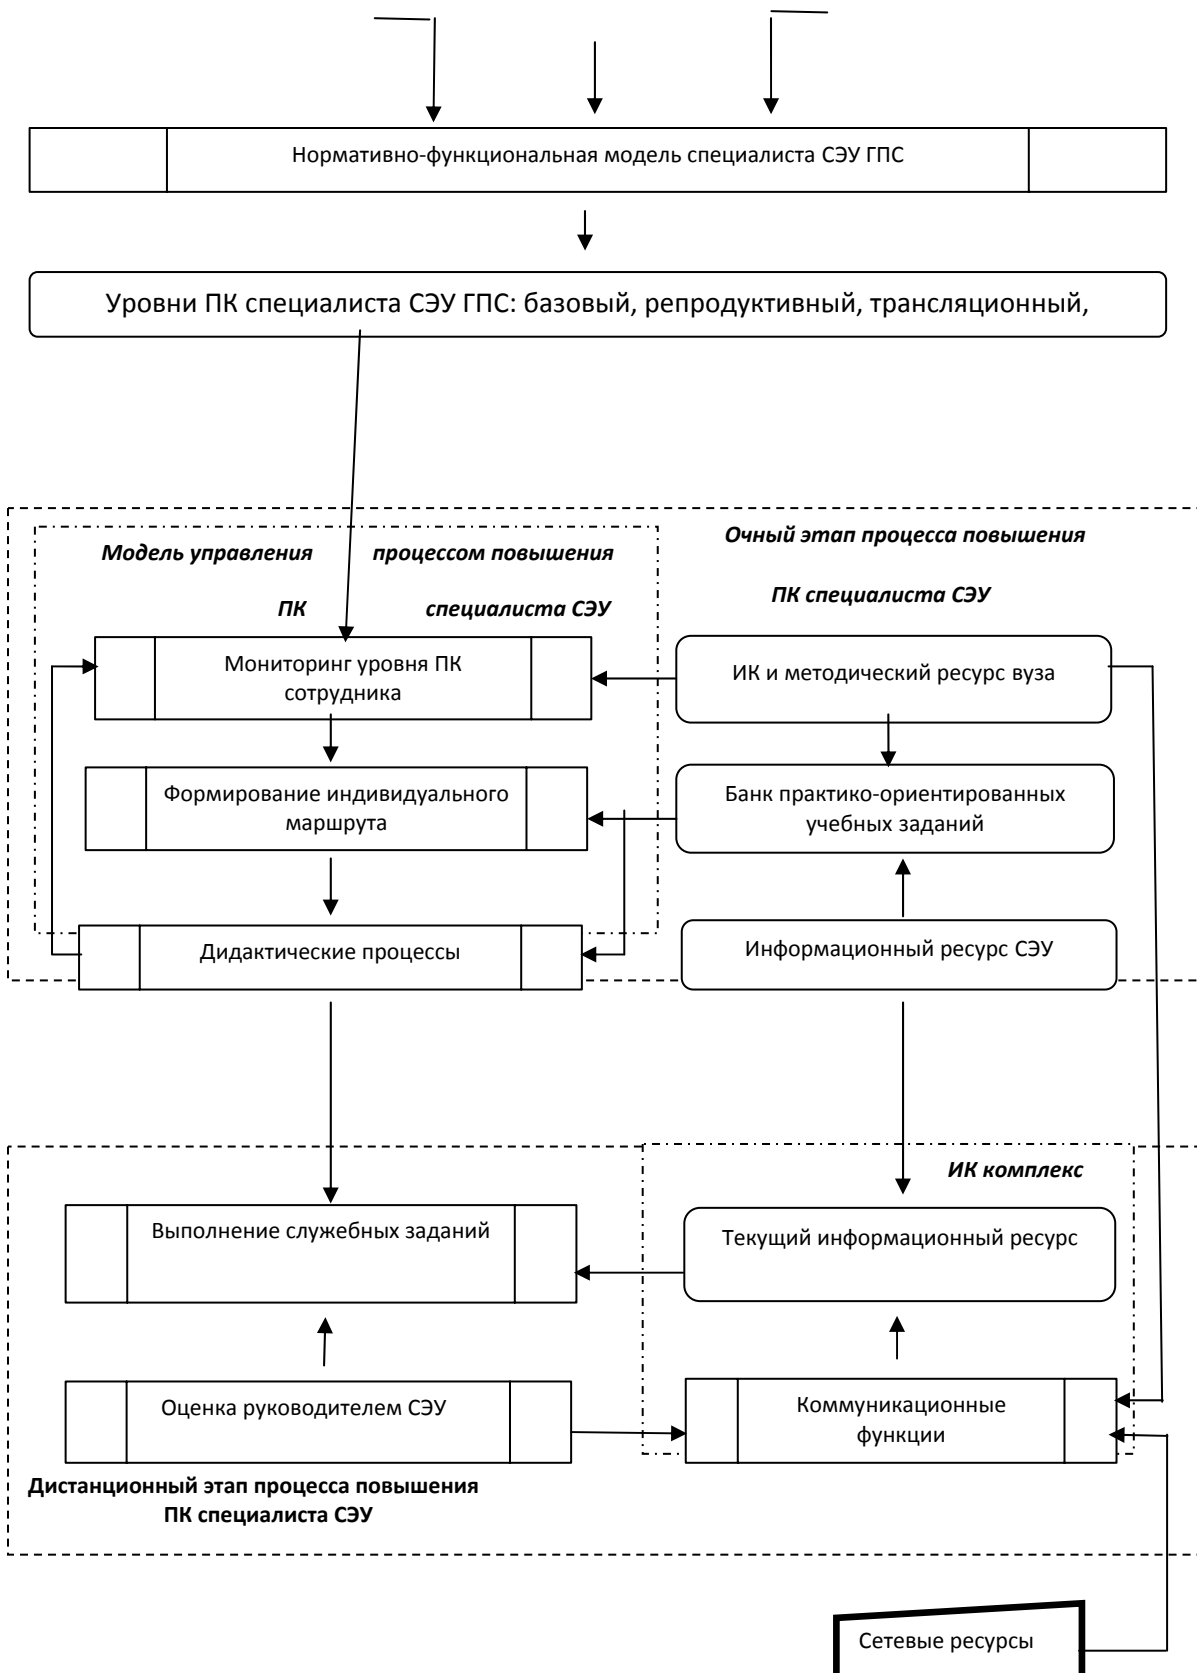 Нормативно-функциональная модель специалиста СЭУ ГПС
Уровни ПК специалиста СЭУ ГПС: базовый, репродуктивный, трансляционный,
Модель управления процессом повышения
ПК специалиста СЭУ
Очный этап процесса повышения
ПК специалиста СЭУ
Мониторинг уровня ПК
сотрудника
ИК и методический ресурс вуза
Формирование индивидуального
маршрута
Банк практико-ориентированных
учебных заданий
Дидактические процессы
Информационный ресурс СЭУ
ИК комплекс
Выполнение служебных заданий
Текущий информационный ресурс
Оценка руководителем СЭУ
Коммуникационные
функции
Дистанционный этап процесса повышения
ПК специалиста СЭУ
Сетевые ресурсы